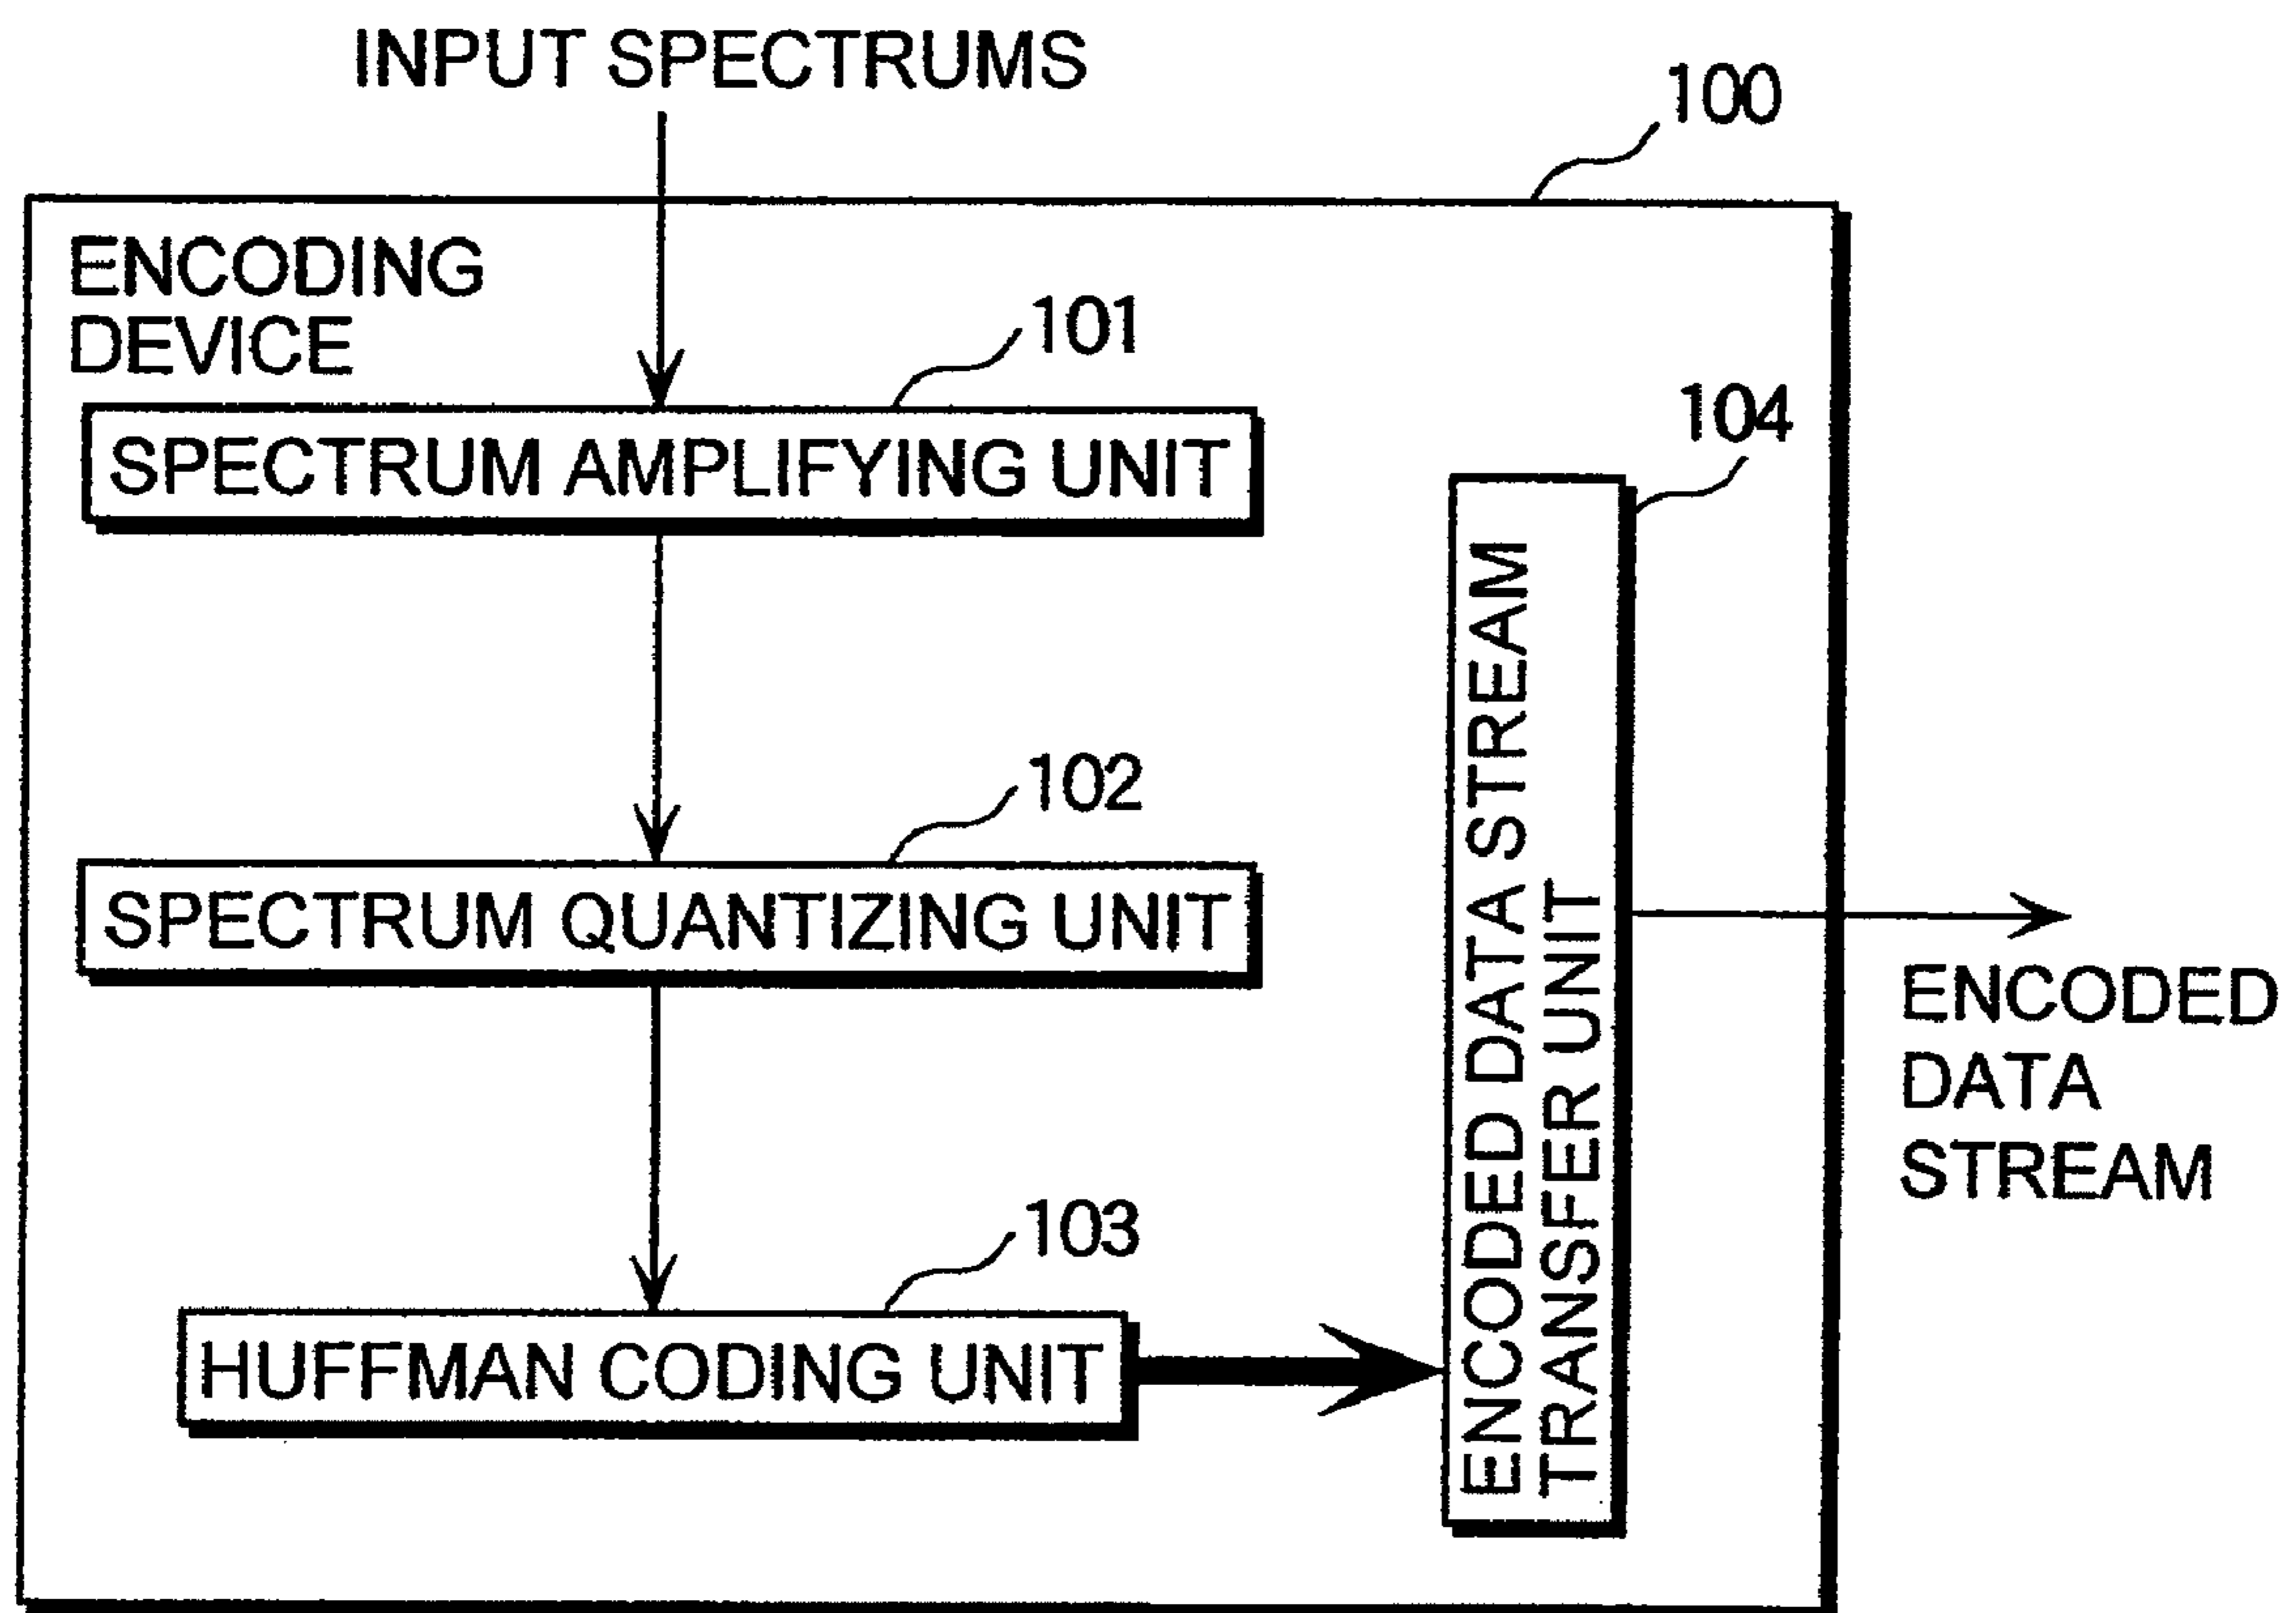 INPUT SPECTRUMS
100
ENCODING
DEVICE
101
SPECTRUM AMPLIFYING UNIT
104
102
SPECTRUM QUANTIZING UNIT
103
HUFFMAN CODING UNIT
ENCODED DATA STREAM
TRANSFER UNIT
ENCODED
DATA
STREAM